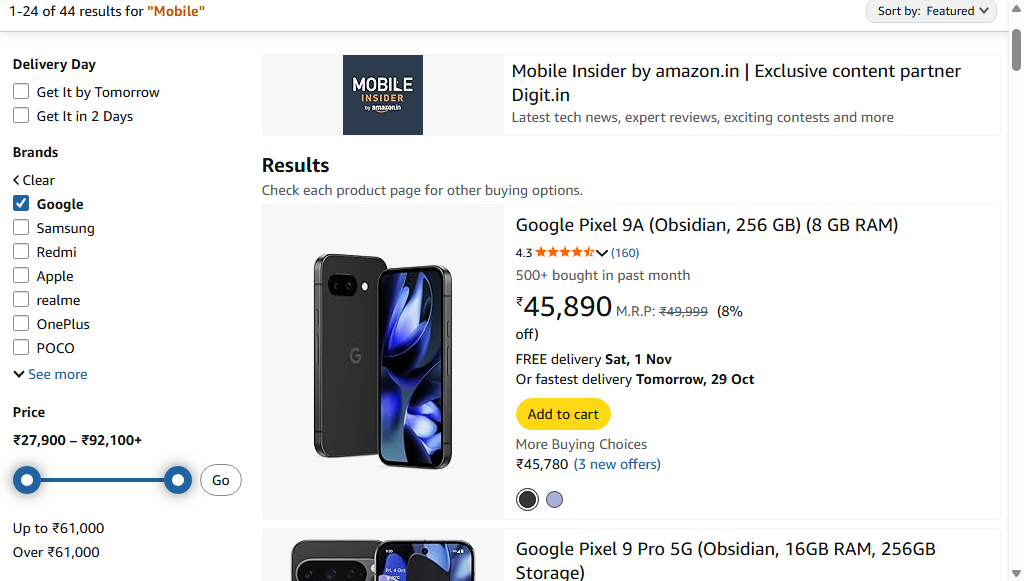 1-24 of 44 results for "Mobile"
Sort by: Featured
Delivery Day
Get It by Tomorrow
Get It in 2 Days
Brands
Clear
Google
Samsung
Redmi
Apple
realme
OnePlus
POCO
See more
Price
₹27,900 – ₹92,100+
Go
Up to ₹61,000
Over ₹61,000
MOBILE
INSIDER
by amazon.in
Mobile Insider by amazon.in | Exclusive content partner
Digit.in
Latest tech news, expert reviews, exciting contests and more
Results
Check each product page for other buying options.
G
Google Pixel 9A (Obsidian, 256 GB) (8 GB RAM)
4.3 (160)
500+ bought in past month
₹45,890 M.R.P: ₹49,999 (8%
off)
FREE delivery Sat, 1 Nov
Or fastest delivery Tomorrow, 29 Oct
Add to cart
More Buying Choices
₹45,780 (3 new offers)
Fri, Oct 4
Google Pixel 9 Pro 5G (Obsidian, 16GB RAM, 256GB
Storage)